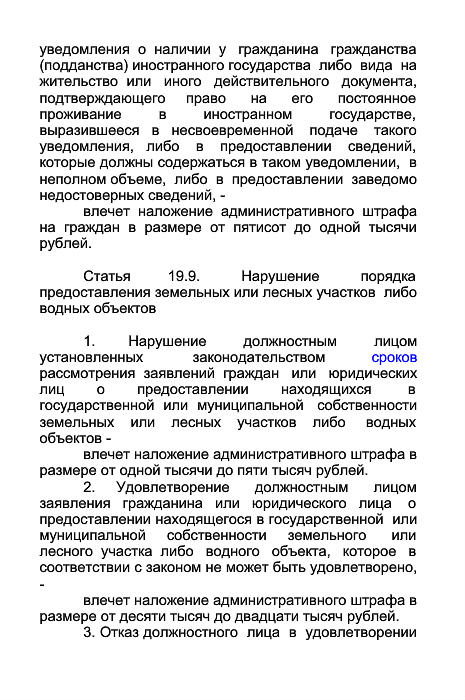 уведомления о наличии у гражданина гражданства
(подданства) иностранного государства либо вида на
жительство или иного действительного документа,
подтверждающего право на его постоянное
проживание в иностранном государстве,
выразившееся в несвоевременной подаче такого
уведомления, либо в предоставлении сведений,
которые должны содержаться в таком уведомлении, в
неполном объеме, либо в предоставлении заведомо
недостоверных сведений, -
влечет наложение административного штрафа
на граждан в размере от пятисот до одной тысячи
рублей.
Статья 19.9. Нарушение порядка
предоставления земельных или лесных участков либо
водных объектов
1. Нарушение должностным лицом
установленных законодательством сроков
рассмотрения заявлений граждан или юридических
лиц о предоставлении находящихся в
государственной или муниципальной собственности
земельных или лесных участков либо водных
объектов -
влечет наложение административного штрафа в
размере от одной тысячи до пяти тысяч рублей.
2. Удовлетворение должностным лицом
заявления гражданина или юридического лица о
предоставлении находящегося в государственной или
муниципальной собственности земельного или
лесного участка либо водного объекта, которое в
соответствии с законом не может быть удовлетворено,
-
влечет наложение административного штрафа в
размере от десяти тысяч до двадцати тысяч рублей.
3. Отказ должностного лица в удовлетворении